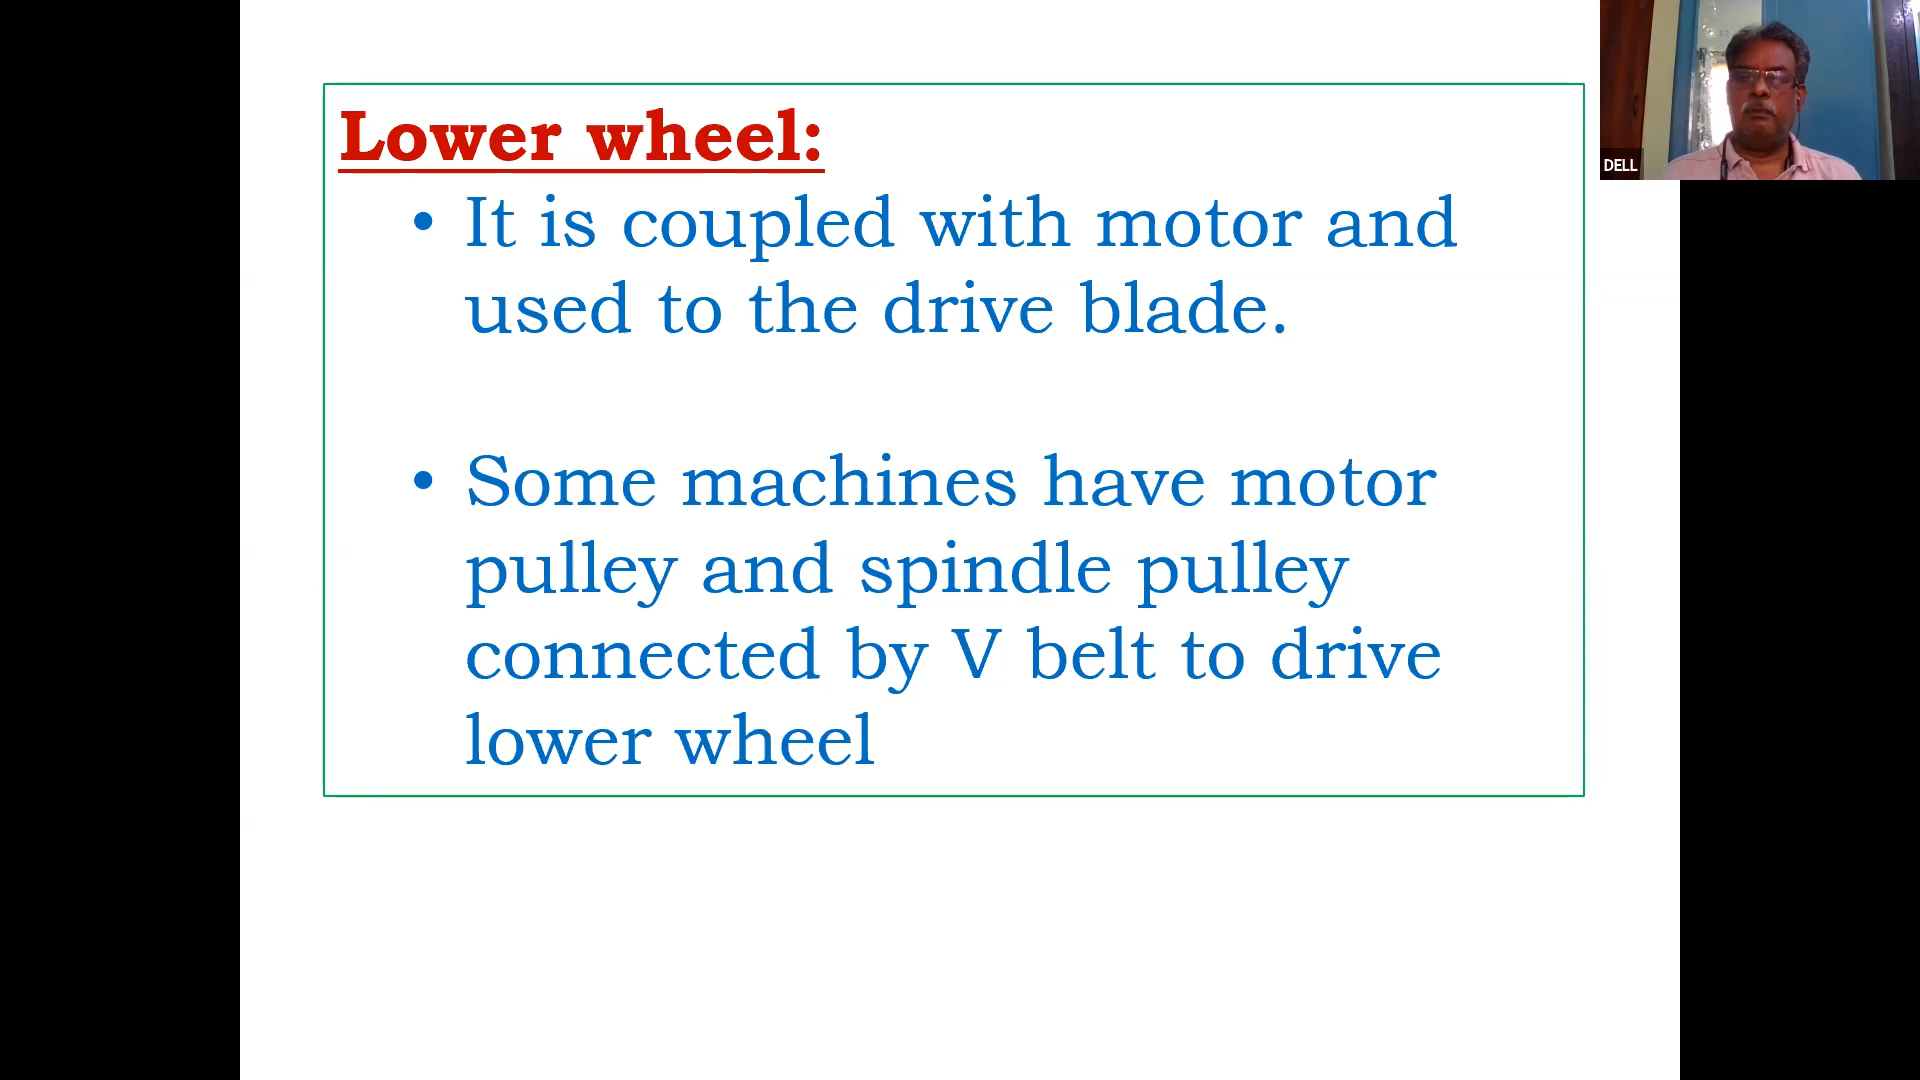 Lower wheel:
• It is coupled with motor and
used to the drive blade.
• Some machines have motor
pulley and spindle pulley
connected by V belt to drive
lower wheel
DELL